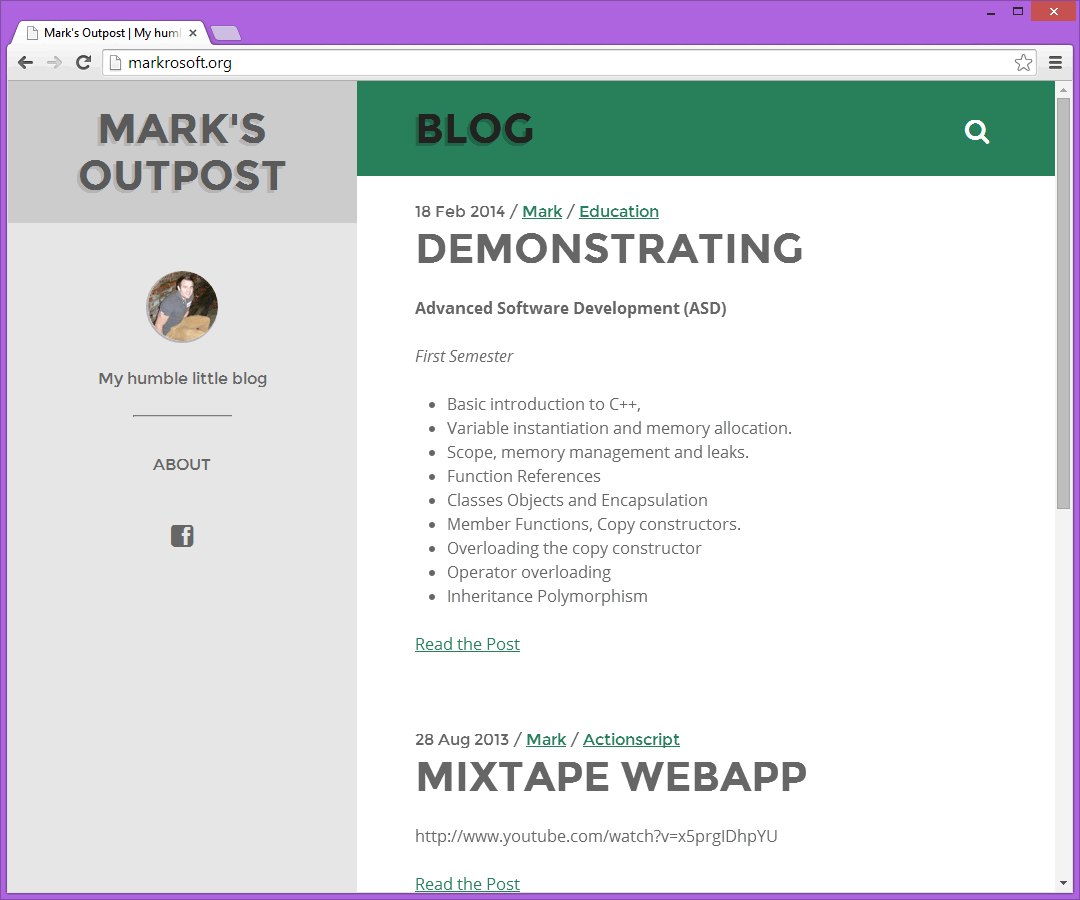 Mark's Outpost | My humb
markrosoft.org
MARK'S
OUTPOST
My humble little blog
ABOUT
BLOG
18 Feb 2014 / Mark / Education
DEMONSTRATING
Advanced Software Development (ASD)
First Semester
Basic introduction to C++,
Variable instantiation and memory allocation.
Scope, memory management and leaks.
Function References
Classes Objects and Encapsulation
Member Functions, Copy constructors.
Overloading the copy constructor
Operator overloading
Inheritance Polymorphism
Read the Post
28 Aug 2013 / Mark / Actionscript
MIXTAPE WEBAPP
http://www.youtube.com/watch?v=x5prgIDhpYU
Read the Post